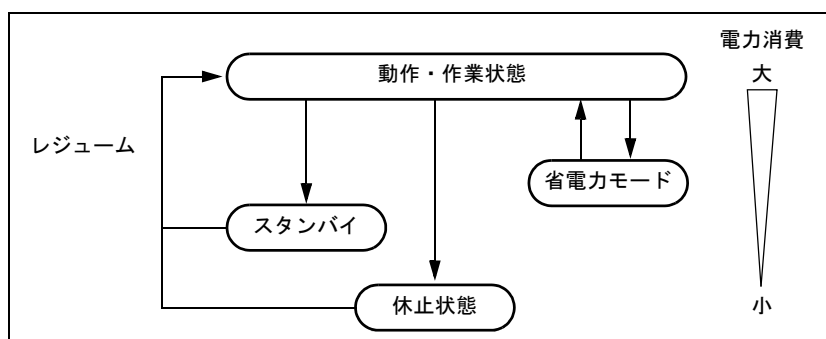 電力消費
動作・作業状態
大
レジューム
省電力モード
スタンバイ
休止状態
小